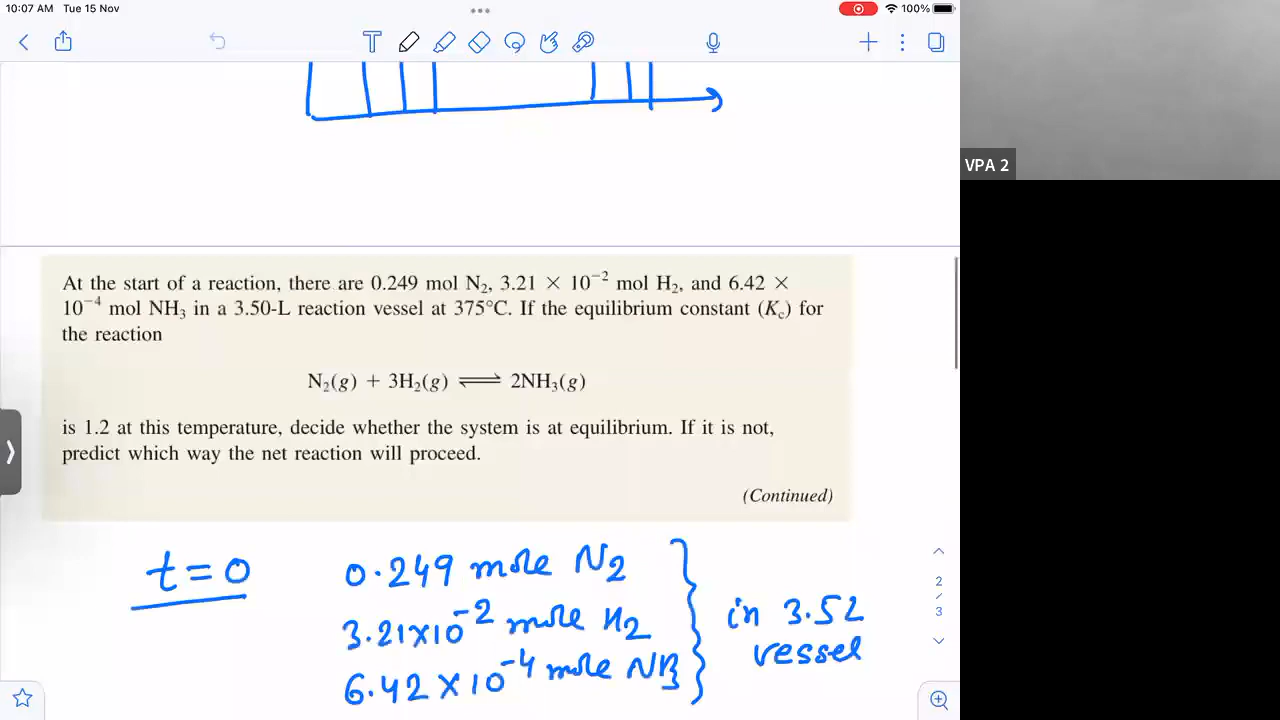 10:07 AM Tue 15 Nov
100%
VPA 2
At the start of a reaction, there are 0.249 mol N₂, 3.21 × 10⁻² mol H₂, and 6.42 ×
10⁻⁴ mol NH₃ in a 3.50-L reaction vessel at 375°C. If the equilibrium constant (K꜀) for
the reaction
N₂(g) + 3H₂(g) ⇌ 2NH₃(g)
is 1.2 at this temperature, decide whether the system is at equilibrium. If it is not,
predict which way the net reaction will proceed.
(Continued)
t = 0
0.249 mole N₂
3.21×10⁻² mole H₂
6.42 × 10⁻⁴ mole NH₃
in 3.5L
vessel
2
/
3